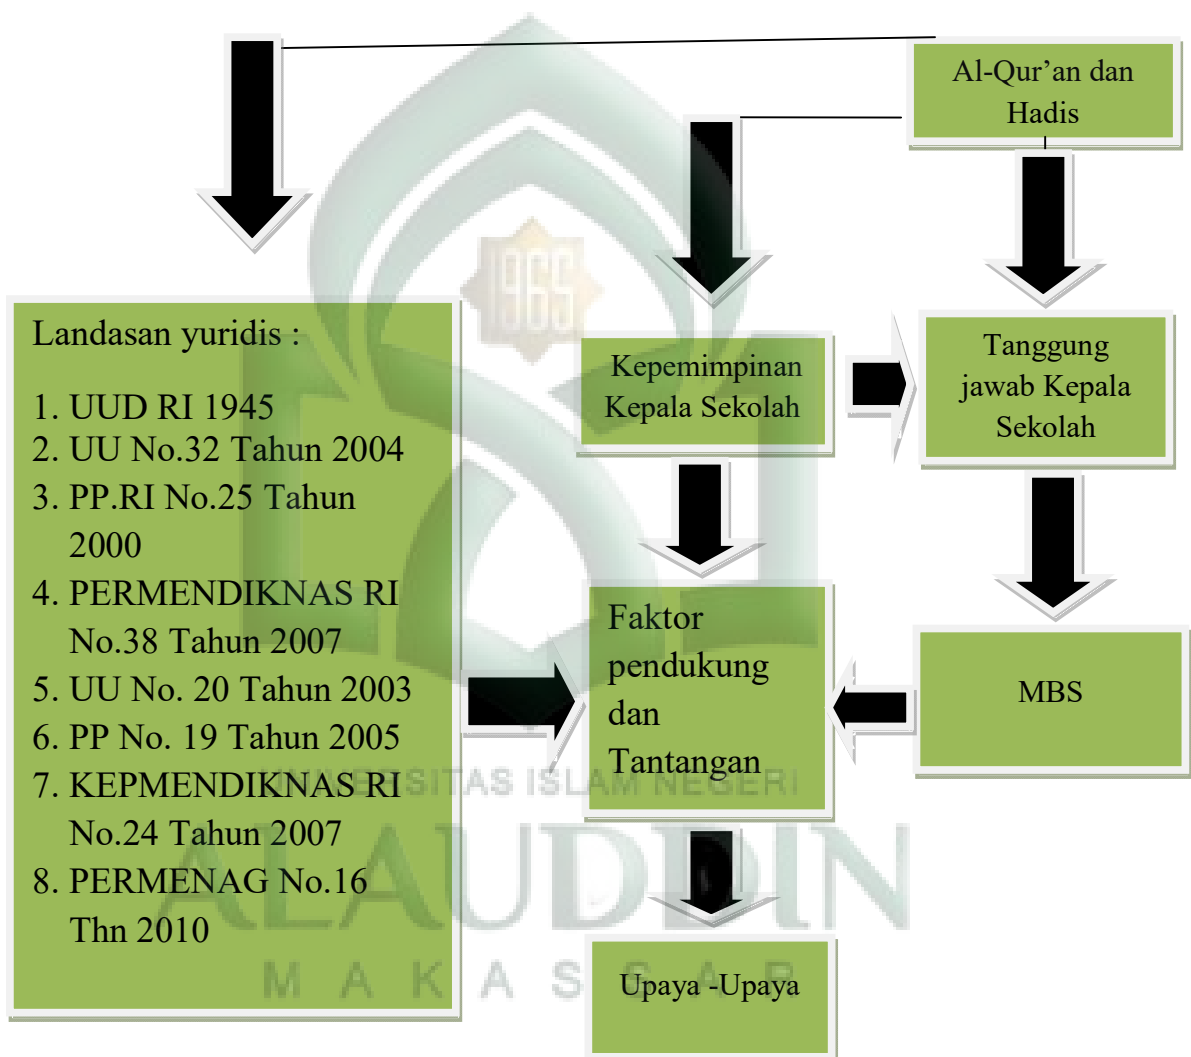 Al-Qur’an dan
Hadis
Landasan yuridis :
1. UUD RI 1945
2. UU No.32 Tahun 2004
3. PP.RI No.25 Tahun
2000
4. PERMENDIKNAS RI
No.38 Tahun 2007
5. UU No. 20 Tahun 2003
6. PP No. 19 Tahun 2005
7. KEPMENDIKNAS RI
No.24 Tahun 2007
8. PERMENAG No.16
Thn 2010
Kepemimpinan
Kepala Sekolah
Tanggung
jawab Kepala
Sekolah
Faktor
pendukung
dan
Tantangan
MBS
Upaya -Upaya
1965
UNIVERSITAS ISLAM NEGERI
ALAUDDIN
MAKASSAR